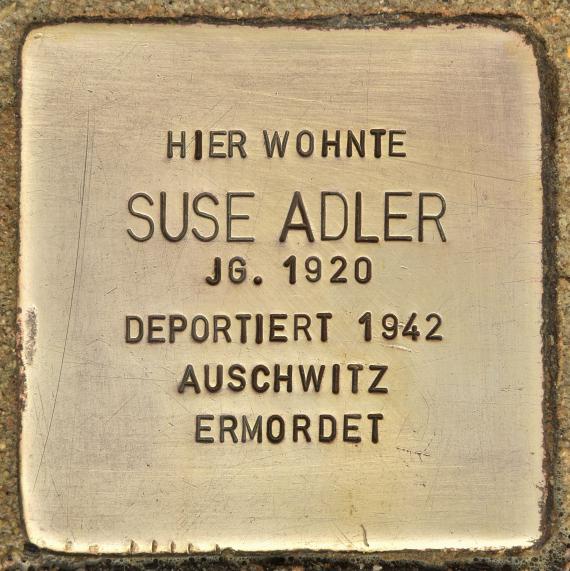 HIER WOHNTE
SUSE ADLER
JG. 1920
DEPORTIERT 1942
AUSCHWITZ
ERMORDET